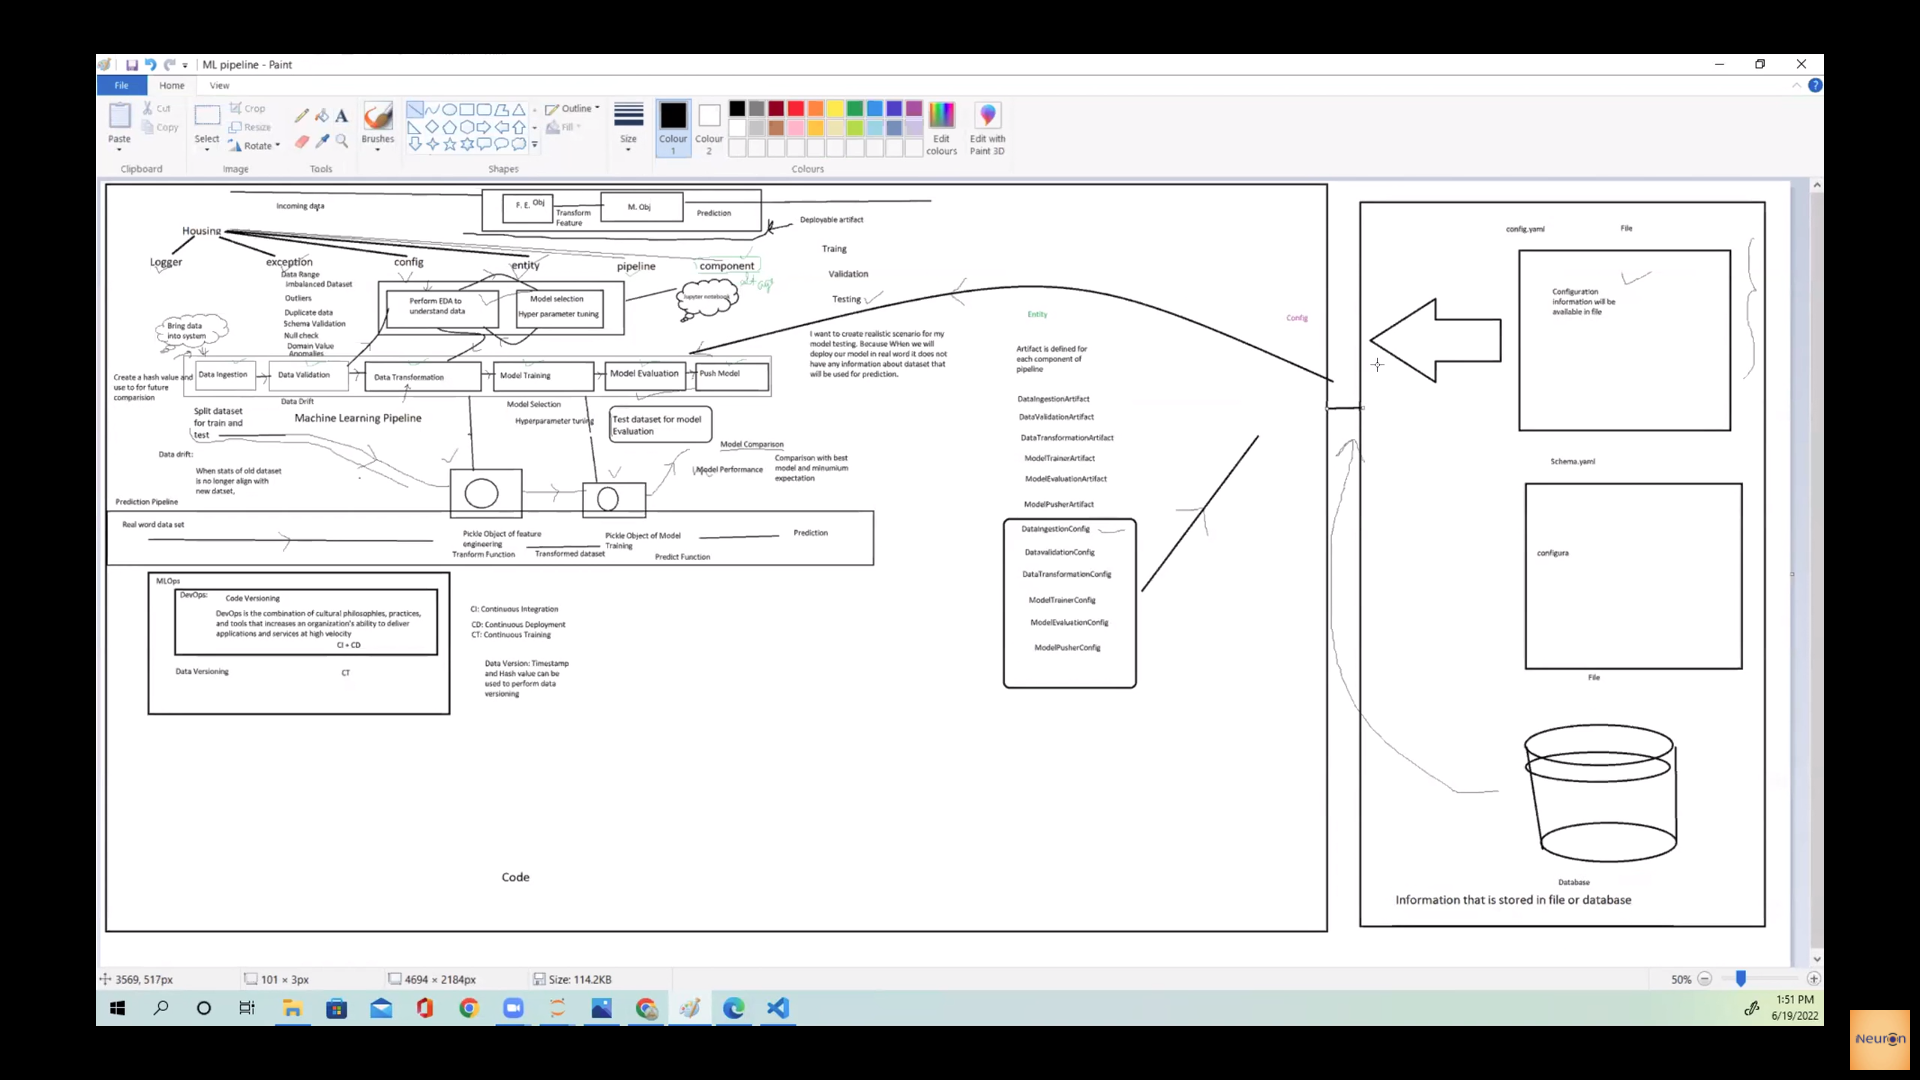 ML pipeline - Paint
File
Home
View
Paste
Cut
Copy
Clipboard
Select
Crop
Resize
Rotate
Image
Tools
Brushes
Shapes
Outline
Fill
Size
Colour
1
Colour
2
Edit
colours
Edit with
Paint 3D
Colours
Incoming data
F. E. Obj
Transform
Feature
M. Obj
Prediction
Deployable artifact
Housing
Logger
exception
config
entity
pipeline
component
Traing
Validation
Testing
Data Range
Imbalanced Dataset
Outliers
Duplicate data
Schema Validation
Null check
Domain Value
Anomalies
Perform EDA to
understand data
Model selection
Hyper parameter tuning
Jupyter notebook
Bring data
into system
I want to create realistic scenario for my
model testing. Because WHen we will
deploy our model in real word it does not
have any information about dataset that
will be used for prediction.
Create a hash value and
use to for future
comparision
Data Ingestion
Data Validation
Data Transformation
Model Training
Model Evaluation
Push Model
Data Drift
Machine Learning Pipeline
Model Selection
Hyperparameter tuning
Test dataset for model
Evaluation
Split dataset
for train and
test
Data drift:
When stats of old dataset
is no longer align with
new datset,
Model Comparison
Model Performance
Comparison with best
model and minumium
expectation
Prediction Pipeline
Real word data set
Pickle Object of feature
engineering
Tranform Function
Transformed dataset
Pickle Object of Model
Training
Predict Function
Prediction
MLOps
DevOps:
Code Versioning
DevOps is the combination of cultural philosophies, practices,
and tools that increases an organization's ability to deliver
applications and services at high velocity
CI + CD
Data Versioning
CT
CI: Continuous Integration
CD: Continuous Deployment
CT: Continuous Training
Data Version: Timestamp
and Hash value can be
used to perform data
versioning
Code
Entity
Config
Artifact is defined for
each component of
pipeline
DataIngestionArtifact
DataValidationArtifact
DataTransformationArtifact
ModelTrainerArtifact
ModelEvaluationArtifact
ModelPusherArtifact
DataIngestionConfig
DatavalidationConfig
DataTransformationConfig
ModelTrainerConfig
ModelEvaluationConfig
ModelPusherConfig
config.yaml
File
Configuration
information will be
available in file
Schema.yaml
configura
File
Database
Information that is stored in file or database
3569, 517px
101 × 3px
4694 × 2184px
Size: 114.2KB
50%
1:51 PM
6/19/2022
iNeuron